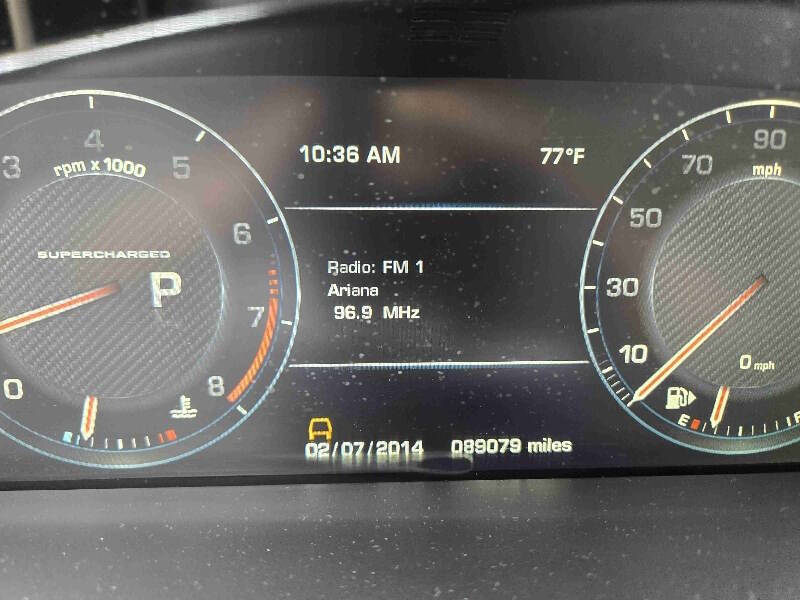 3
4
5
6
7
8
0
rpm x 1000
SUPERCHARGED
P
10:36 AM 77°F
Radio: FM 1
Ariana
96.9 MHz
02/07/2014 089079 miles
90
70
50
30
10
mph
0 mph
E F